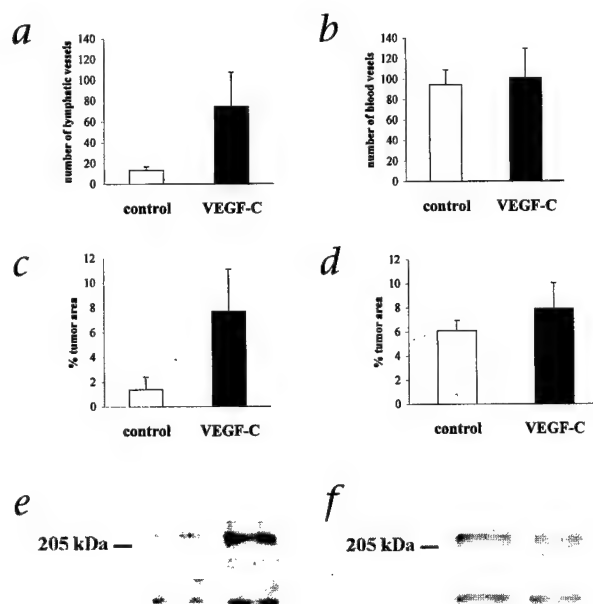 a
number of lymphatic vessels
140
120
100
80
60
40
20
0
control VEGF-C
b
number of blood vesels
140
120
100
80
60
40
20
0
control VEGF-C
c
% tumor area
12
10
8
6
4
2
0
control VEGF-C
d
% tumor area
12
10
8
6
4
2
0
control VEGF-C
e
205 kDa
f
205 kDa